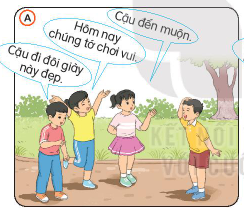 A
Cậu đến muộn.
Hôm nay
chúng tớ chơi vui.
Cậu đi đôi giày
này đẹp.